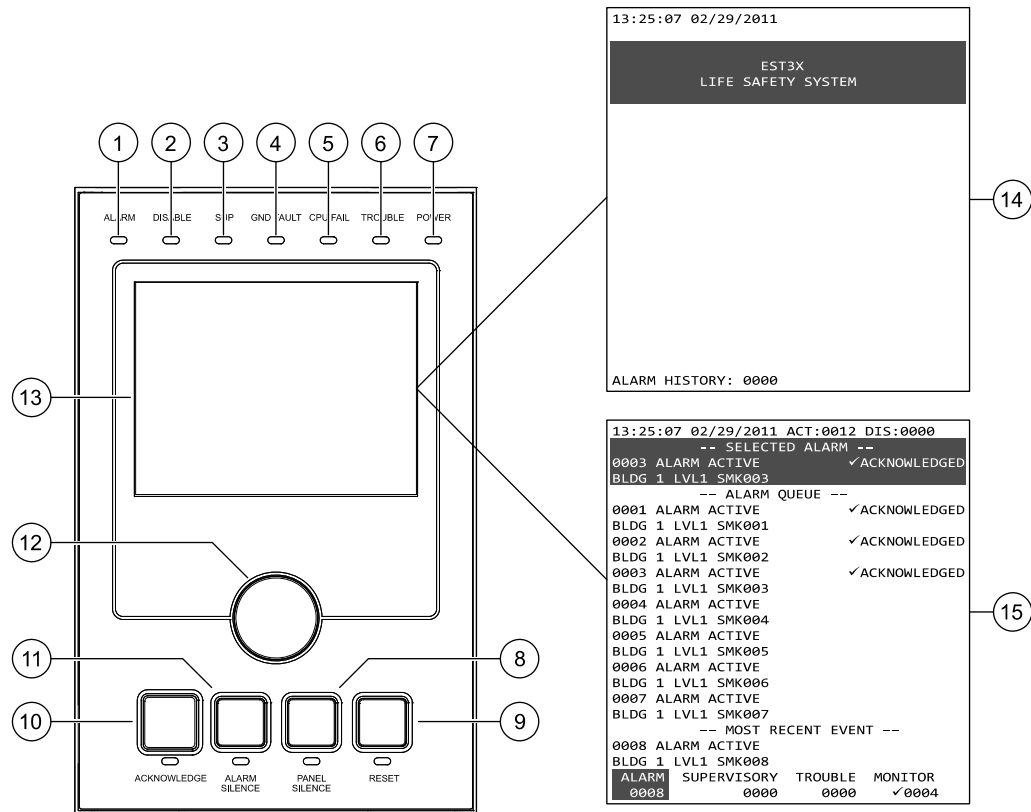 13:25:07 02/29/2011
EST3X
LIFE SAFETY SYSTEM
ALARM HISTORY: 0000
14
1 2 3 4 5 6 7
ALARM DISABLE SUP GND FAULT CPU FAIL TROUBLE POWER
13
12
11
8
10
9
ACKNOWLEDGE ALARM SILENCE PANEL SILENCE RESET
13:25:07 02/29/2011 ACT:0012 DIS:0000
-- SELECTED ALARM --
0003 ALARM ACTIVE ✓ACKNOWLEDGED
BLDG 1 LVL1 SMK003
-- ALARM QUEUE --
0001 ALARM ACTIVE ✓ACKNOWLEDGED
BLDG 1 LVL1 SMK001
0002 ALARM ACTIVE ✓ACKNOWLEDGED
BLDG 1 LVL1 SMK002
0003 ALARM ACTIVE ✓ACKNOWLEDGED
BLDG 1 LVL1 SMK003
0004 ALARM ACTIVE
BLDG 1 LVL1 SMK004
0005 ALARM ACTIVE
BLDG 1 LVL1 SMK005
0006 ALARM ACTIVE
BLDG 1 LVL1 SMK006
0007 ALARM ACTIVE
BLDG 1 LVL1 SMK007
-- MOST RECENT EVENT --
0008 ALARM ACTIVE
BLDG 1 LVL1 SMK008
ALARM SUPERVISORY TROUBLE MONITOR
0008 0000 0000 ✓0004
15